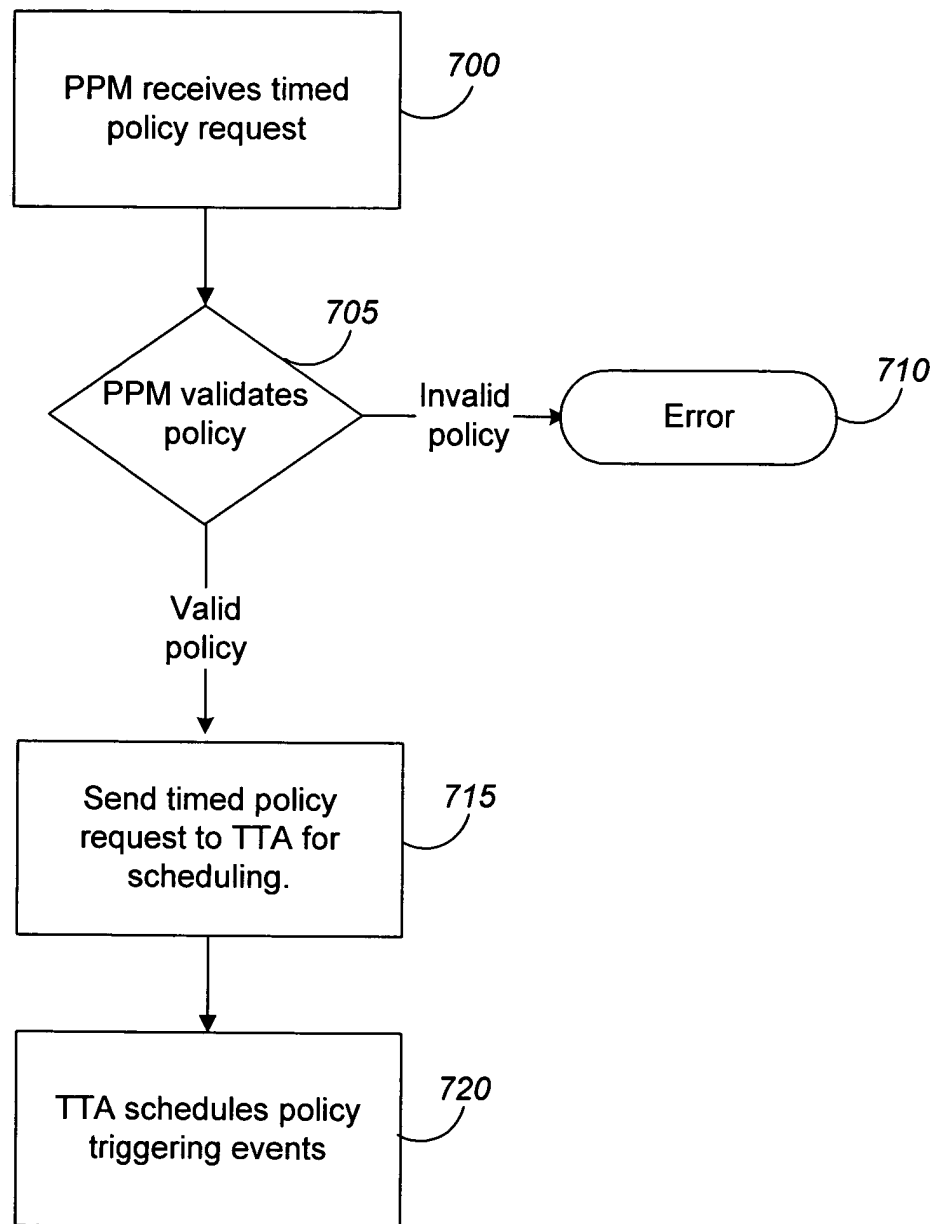 PPM receives timed
policy request
700
705
PPM validates
policy
Invalid
policy
Error
710
Valid
policy
Send timed policy
request to TTA for
scheduling.
715
TTA schedules policy
triggering events
720